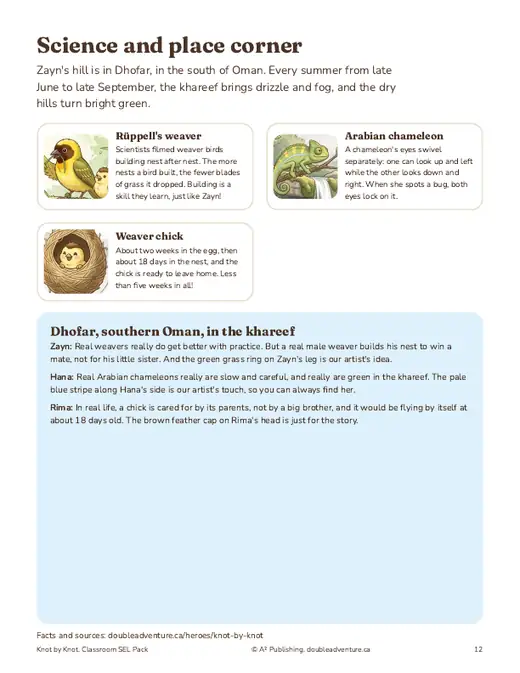 Science and place corner
Zayn's hill is in Dhofar, in the south of Oman. Every summer from late
June to late September, the khareef brings drizzle and fog, and the dry
hills turn bright green.
Rüppell's weaver
Scientists filmed weaver birds
building nest after nest. The more
nests a bird built, the fewer blades
of grass it dropped. Building is a
skill they learn, just like Zayn!
Arabian chameleon
A chameleon's eyes swivel
separately: one can look up and left
while the other looks down and
right. When she spots a bug, both
eyes lock on it.
Weaver chick
About two weeks in the egg, then
about 18 days in the nest, and the
chick is ready to leave home. Less
than five weeks in all!
Dhofar, southern Oman, in the khareef
Zayn: Real weavers really do get better with practice. But a real male weaver builds his nest to win a
mate, not for his little sister. And the green grass ring on Zayn's leg is our artist's idea.
Hana: Real Arabian chameleons really are slow and careful, and really are green in the khareef. The pale
blue stripe along Hana's side is our artist's touch, so you can always find her.
Rima: In real life, a chick is cared for by its parents, not by a big brother, and it would be flying by itself at
about 18 days old. The brown feather cap on Rima's head is just for the story.
Facts and sources: doubleadventure.ca/heroes/knot-by-knot
Knot by Knot, Classroom SEL Pack
© A² Publishing. doubleadventure.ca
12